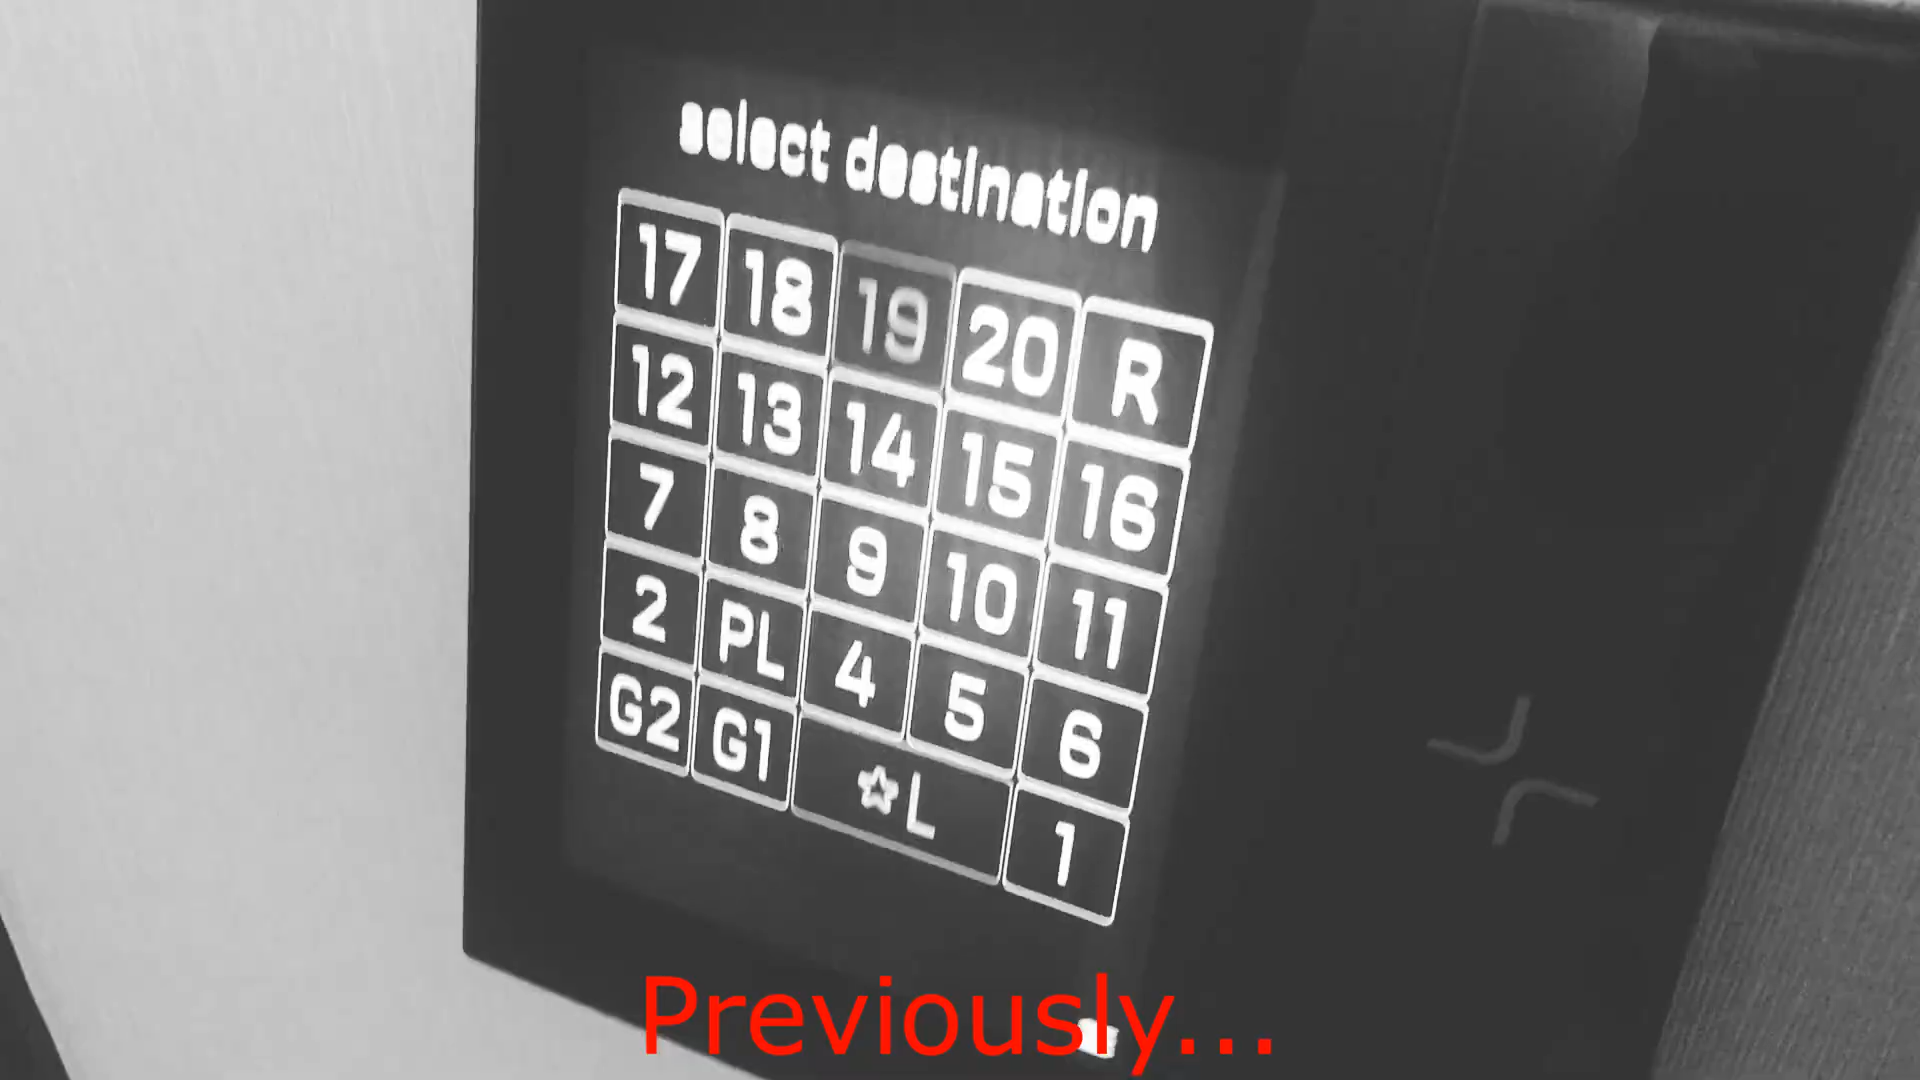 select destination
17 18 19 20 R
12 13 14 15 16
7 8 9 10 11
2 PL 4 5 6
G2 G1 ☆L 1
Previously...